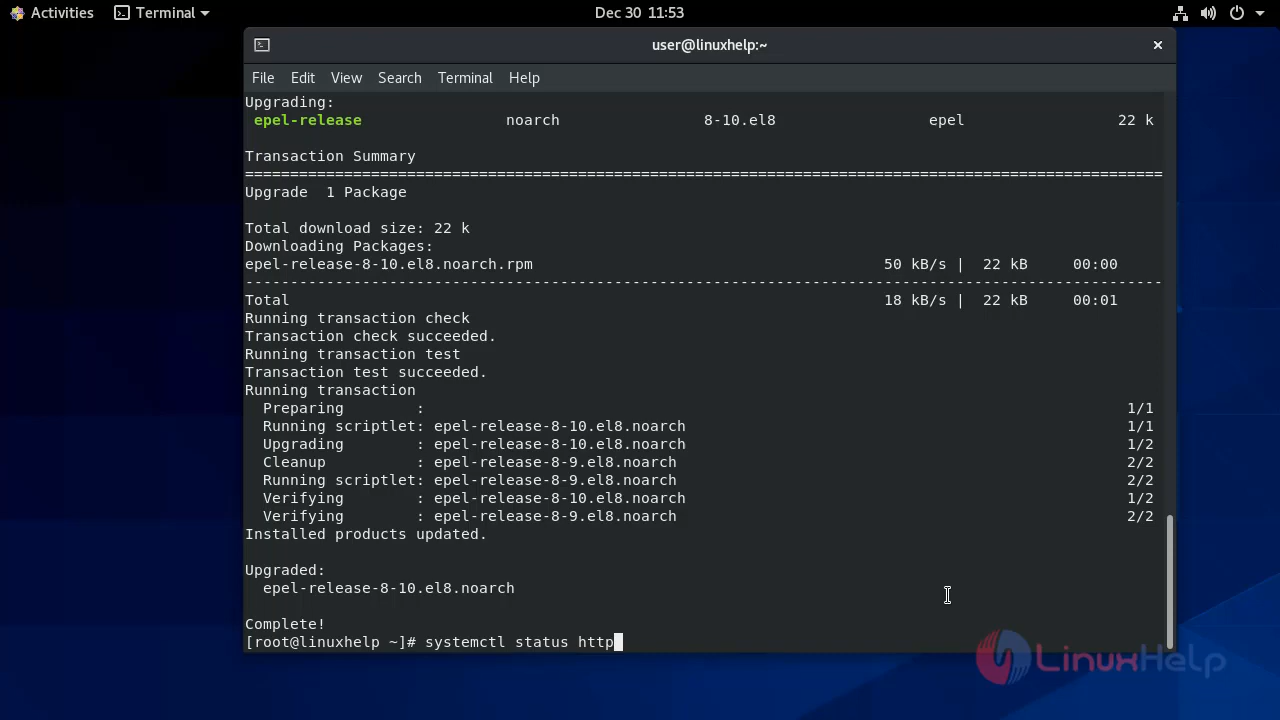 Activities Terminal Dec 30 11:53
user@linuxhelp:~
File Edit View Search Terminal Help
Upgrading:
epel-release noarch 8-10.el8 epel 22 k
Transaction Summary
======================================================================================================
Upgrade 1 Package
Total download size: 22 k
Downloading Packages:
epel-release-8-10.el8.noarch.rpm 50 kB/s | 22 kB 00:00
------------------------------------------------------------------------------------------------------
Total 18 kB/s | 22 kB 00:01
Running transaction check
Transaction check succeeded.
Running transaction test
Transaction test succeeded.
Running transaction
Preparing : 1/1
Running scriptlet: epel-release-8-10.el8.noarch 1/1
Upgrading : epel-release-8-10.el8.noarch 1/2
Cleanup : epel-release-8-9.el8.noarch 2/2
Running scriptlet: epel-release-8-9.el8.noarch 2/2
Verifying : epel-release-8-10.el8.noarch 1/2
Verifying : epel-release-8-9.el8.noarch 2/2
Installed products updated.
Upgraded:
epel-release-8-10.el8.noarch
Complete!
[root@linuxhelp ~]# systemctl status http
LinuxHelp